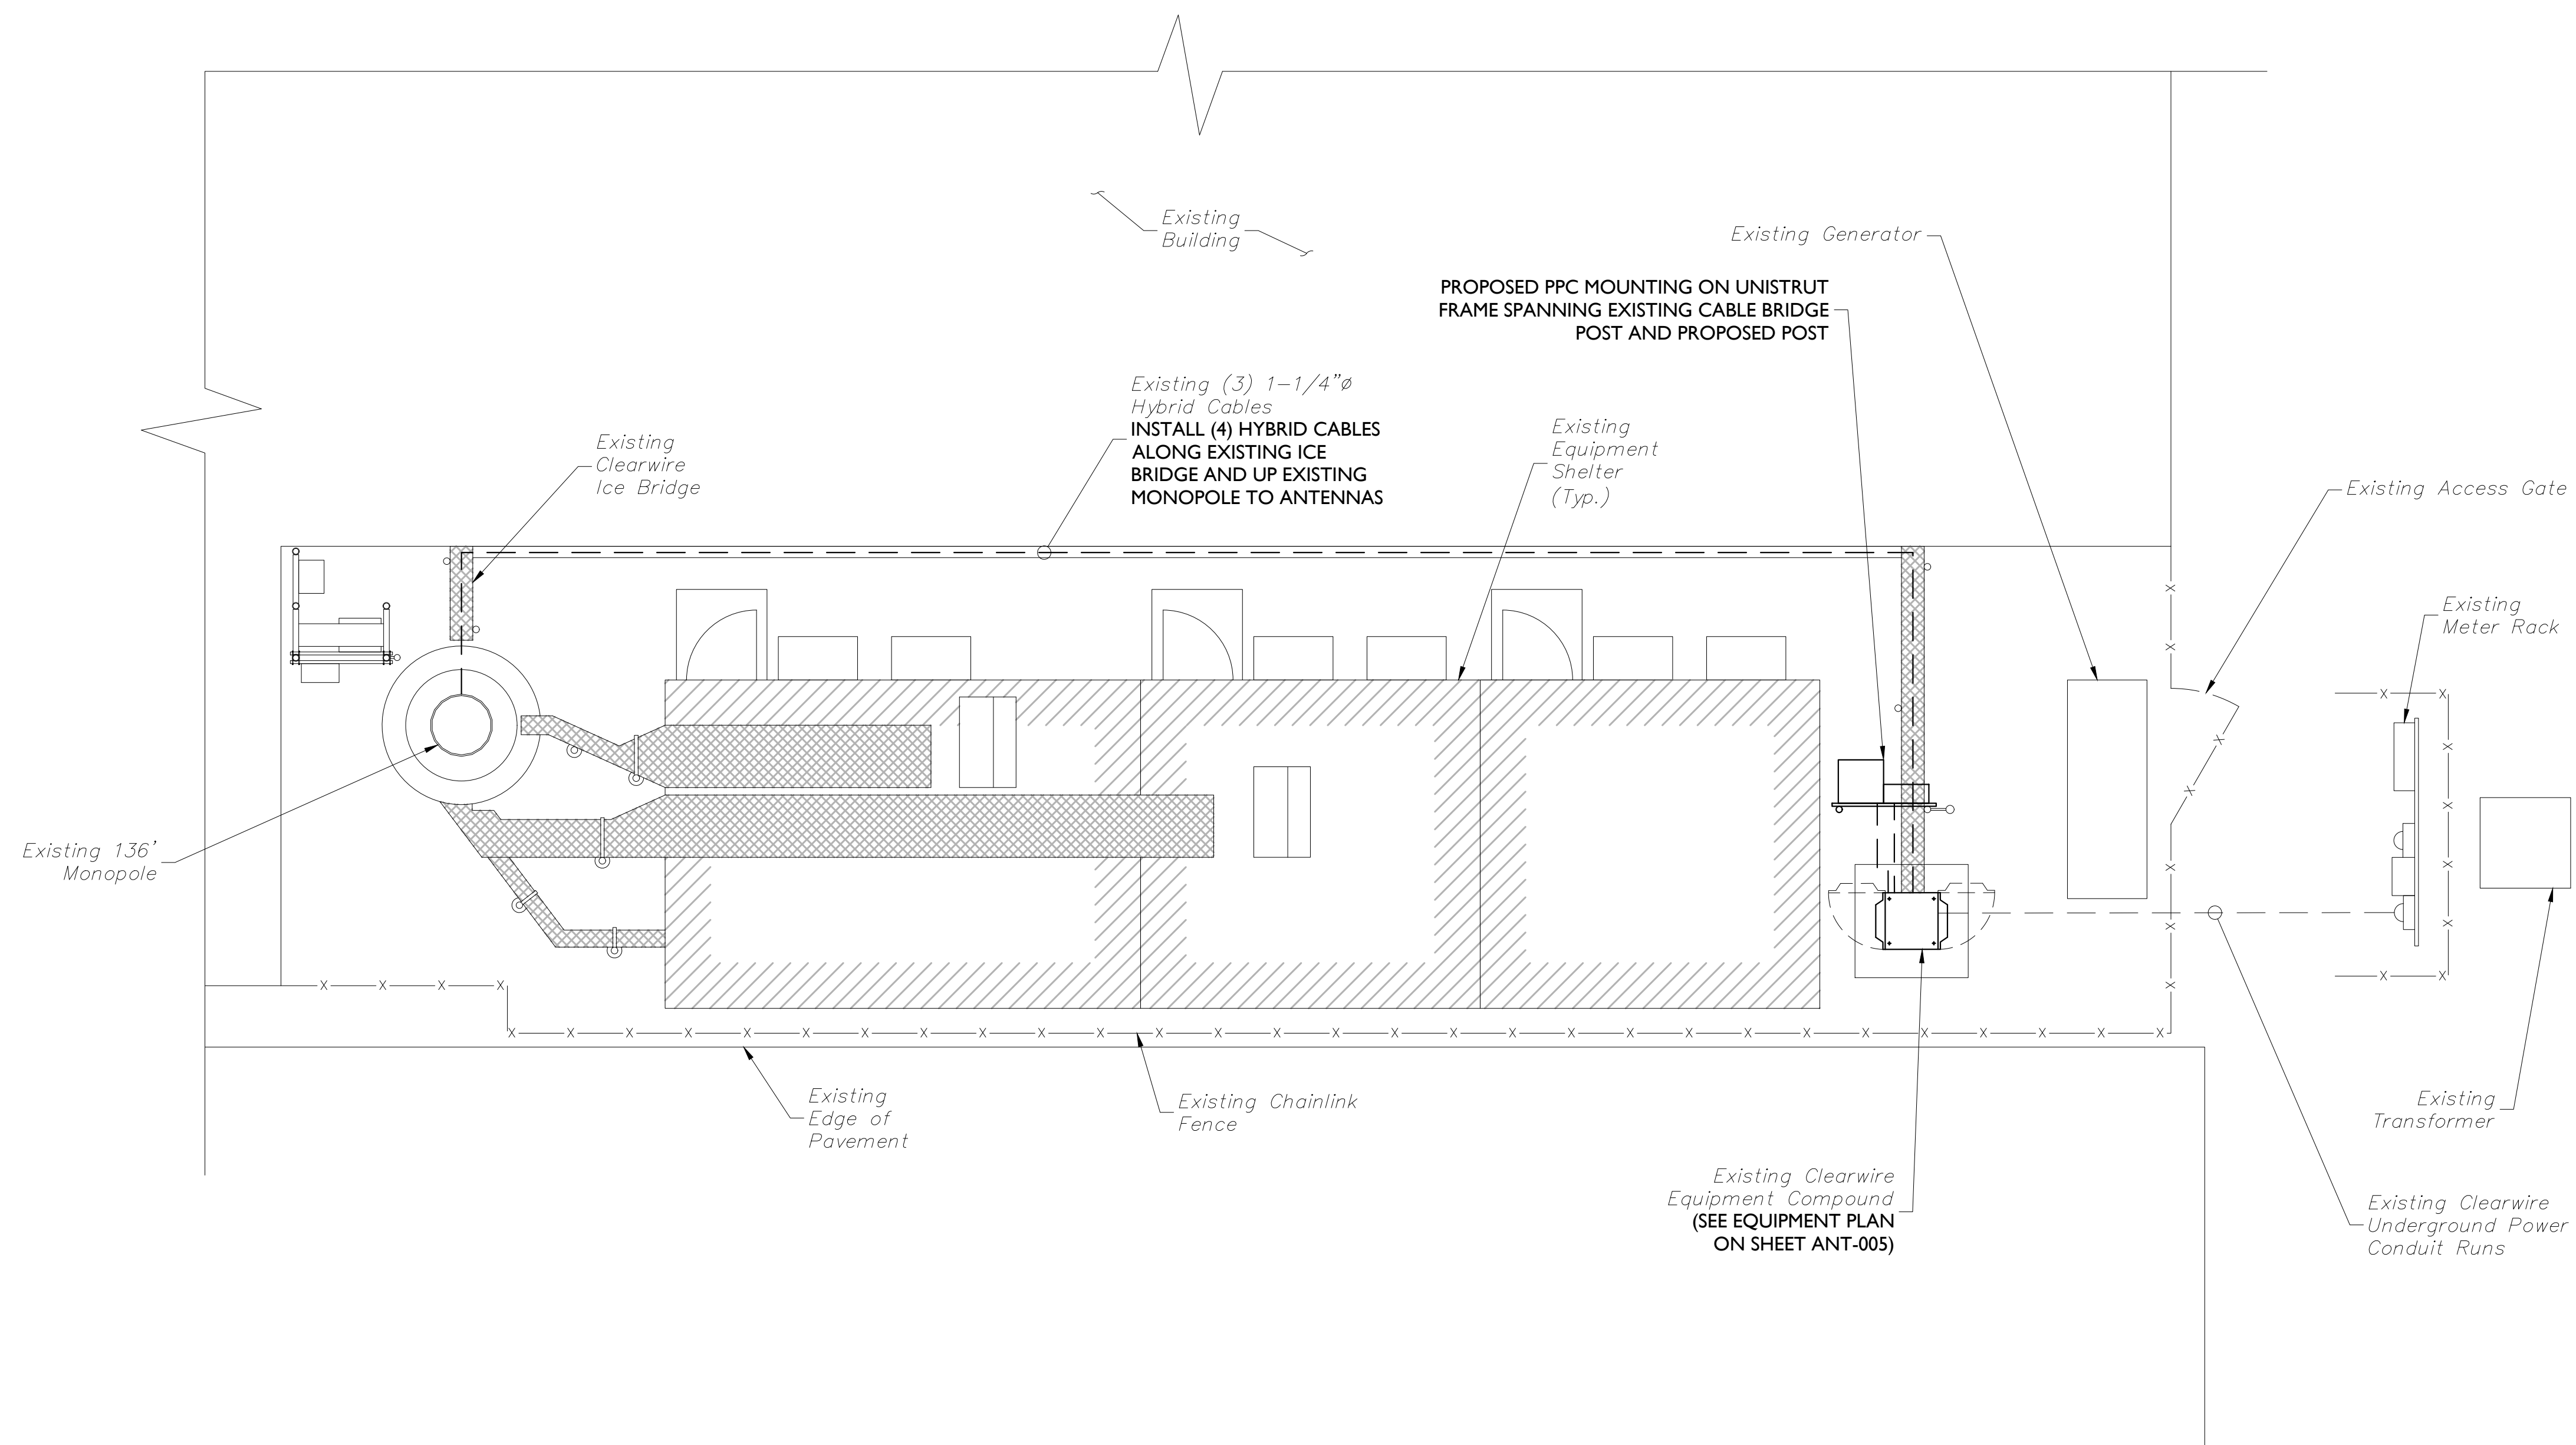 Existing
Building
Existing Generator
PROPOSED PPC MOUNTING ON UNISTRUT
FRAME SPANNING EXISTING CABLE BRIDGE
POST AND PROPOSED POST
Existing (3) 1-1/4"ø
Hybrid Cables
INSTALL (4) HYBRID CABLES
ALONG EXISTING ICE
BRIDGE AND UP EXISTING
MONOPOLE TO ANTENNAS
Existing
Equipment
Shelter
(Typ.)
Existing
Clearwire
Ice Bridge
Existing Access Gate
Existing
Meter Rack
Existing 136'
Monopole
Existing
Edge of
Pavement
Existing Chainlink
Fence
Existing
Transformer
Existing Clearwire
Equipment Compound
(SEE EQUIPMENT PLAN
ON SHEET ANT-005)
Existing Clearwire
Underground Power
Conduit Runs